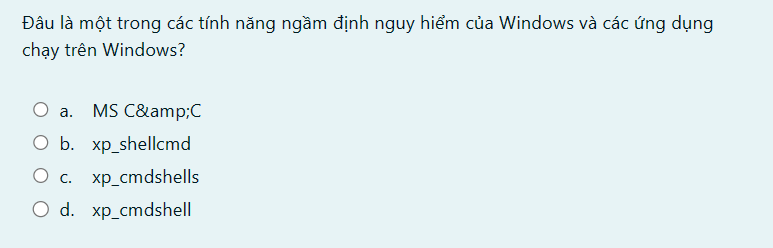 Đâu là một trong các tính năng ngầm định nguy hiểm của Windows và các ứng dụng
chạy trên Windows?
a. MS C&amp;C
b. xp_shellcmd
c. xp_cmdshells
d. xp_cmdshell